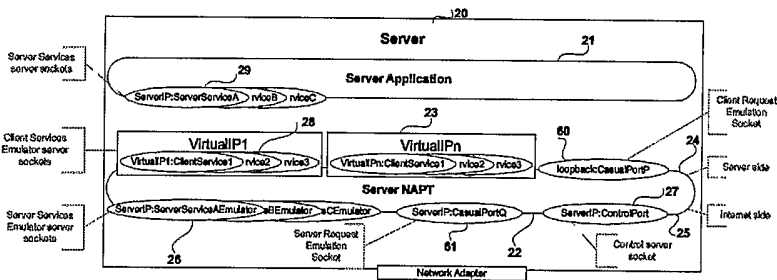 20
Server
21
Server Services
server sockets
29
Server Application
ServerIP:ServerServiceA rviceB rviceC
Client Request
Emulation
Socket
28
23
Client Services
Emulator server
sockets
VirtualIP1
VirtualIPn
60
24
VirtualIP1:ClientService1 rvice2 rvice3
VirtualIPn:ClientService1 rvice2 rvice3
loopback:CasualPortP
Server side
Server NAPT
27
Server Services
Emulator server
sockets
ServerIP:ServerServiceAEmulator sBEmulator sCEmulator
ServerIP:CasualPortQ
ServerIP:ControlPort
Internet side
26
Server Request
Emulation
Socket
61
22
Control server
socket
25
Network Adapter